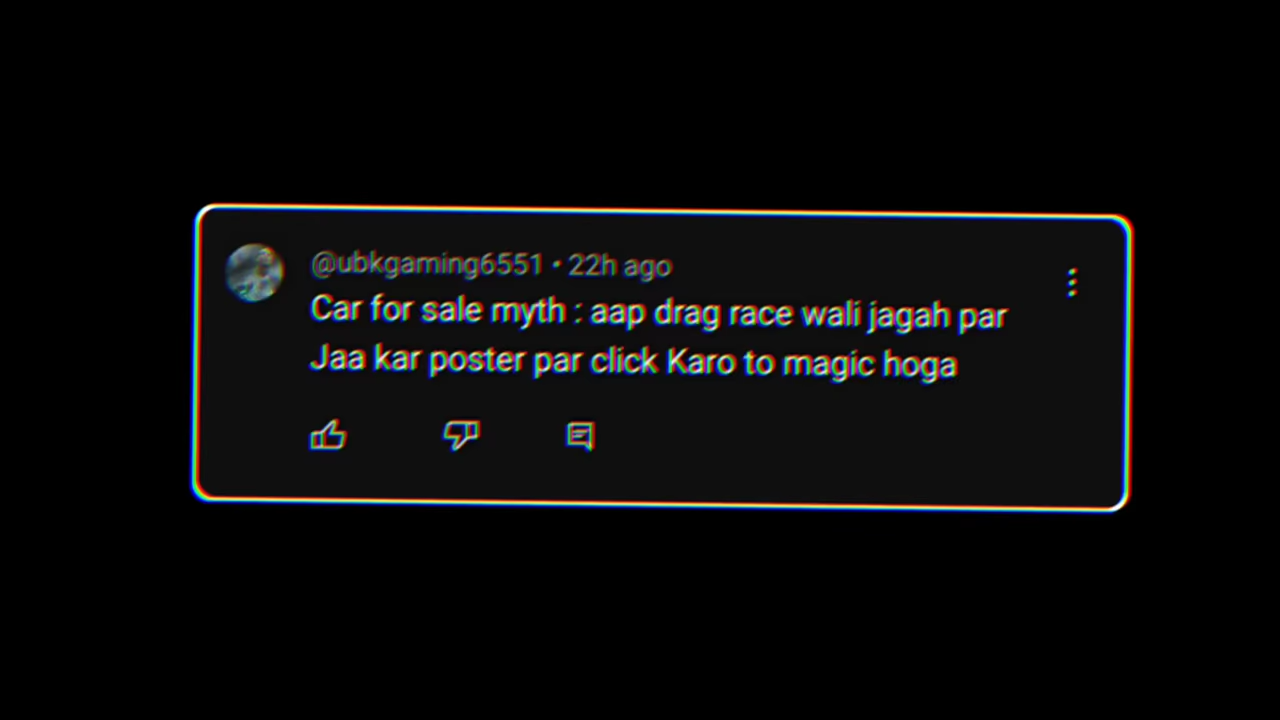 @ubkgaming6551 • 22h ago
Car for sale myth : aap drag race wali jagah par
Jaa kar poster par click Karo to magic hoga